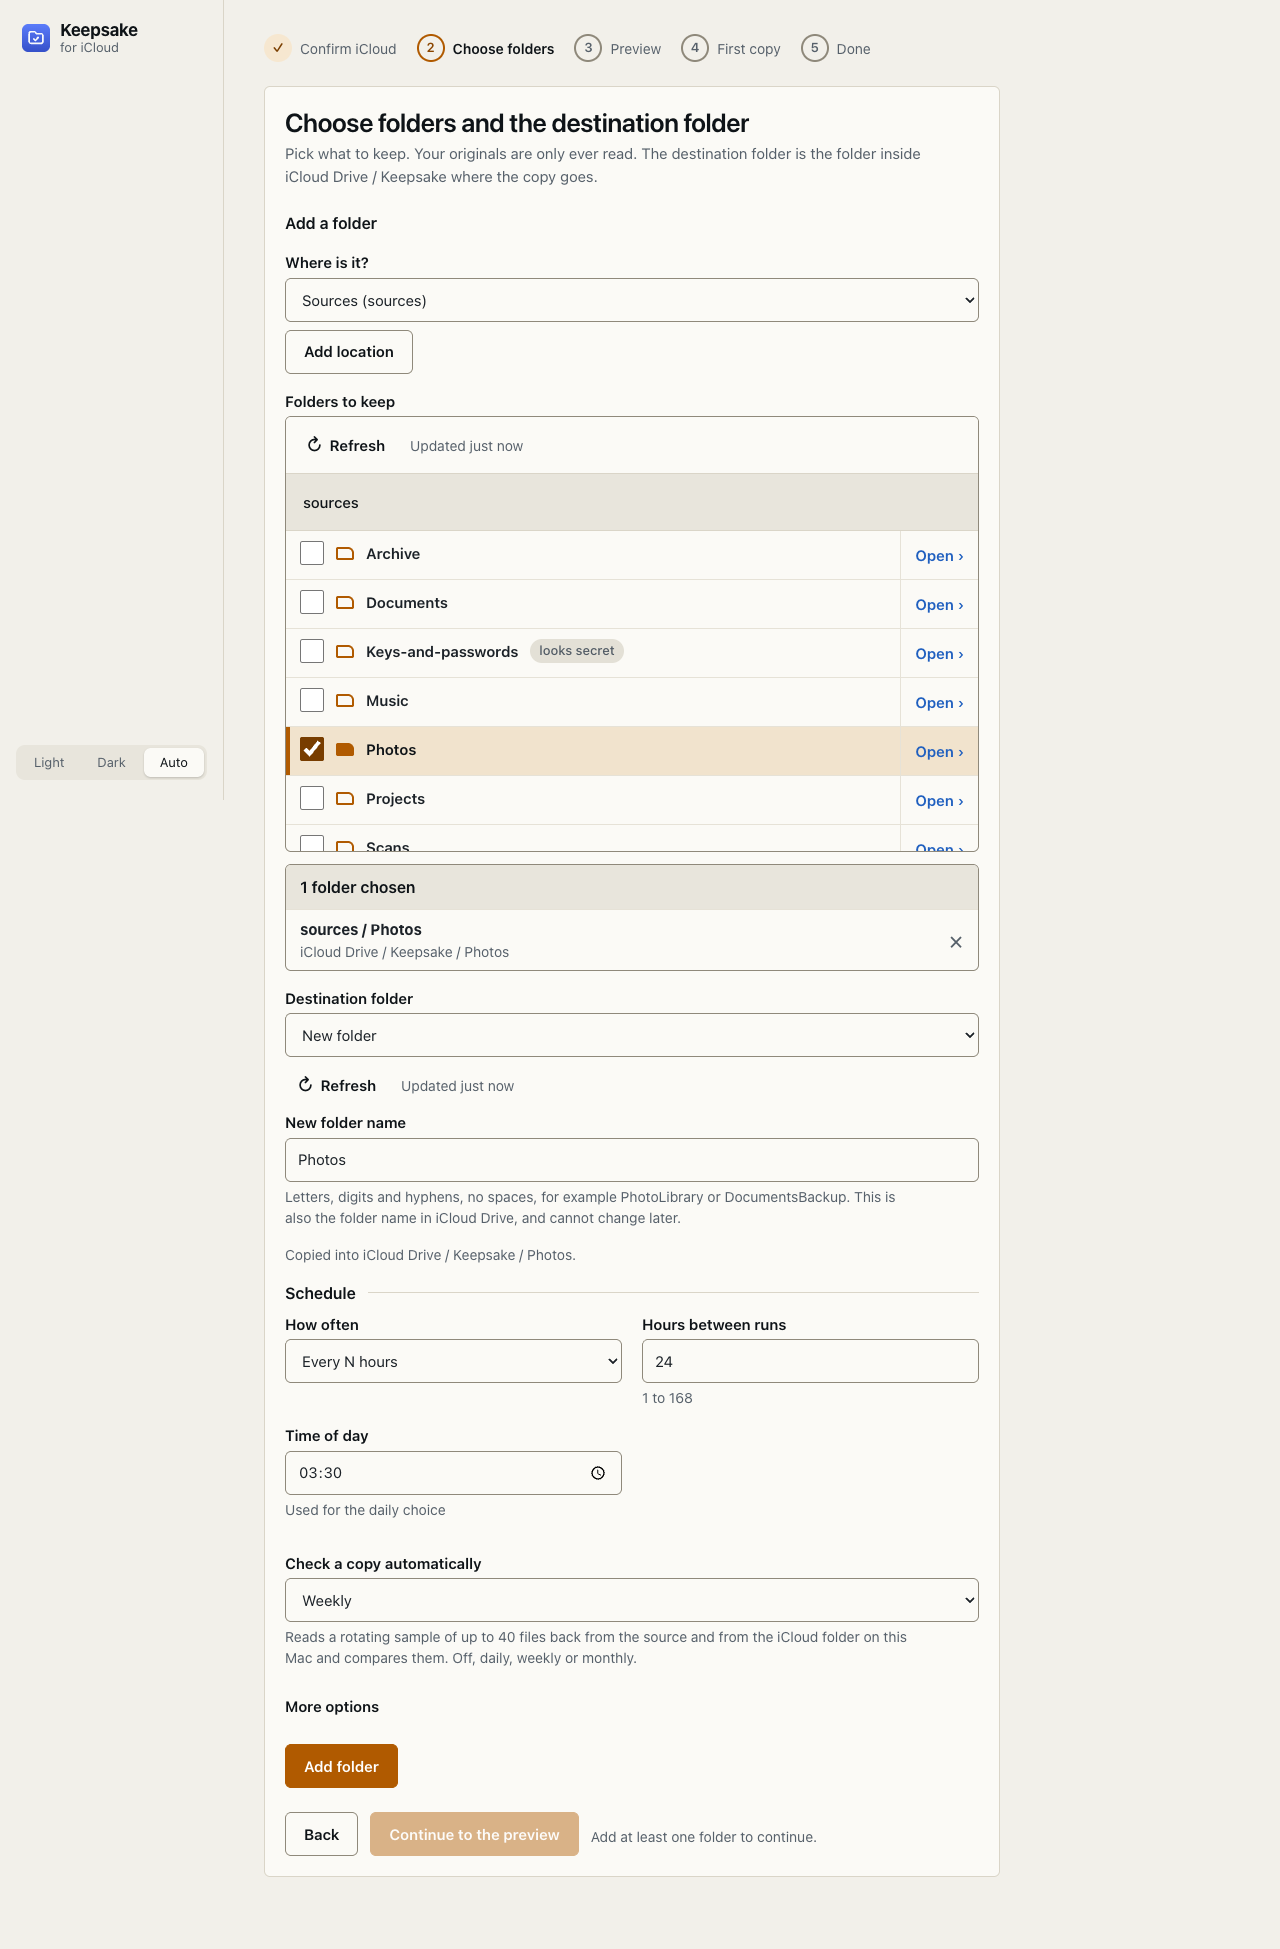 Keepsake
for iCloud
Confirm iCloud
2 Choose folders
3 Preview
4 First copy
5 Done
Choose folders and the destination folder
Pick what to keep. Your originals are only ever read. The destination folder is the folder inside
iCloud Drive / Keepsake where the copy goes.
Add a folder
Where is it?
Sources (sources)
Add location
Folders to keep
Refresh Updated just now
sources
Archive Open ›
Documents Open ›
Keys-and-passwords looks secret Open ›
Music Open ›
Photos Open ›
Projects Open ›
Scans Open ›
Light Dark Auto
1 folder chosen
sources / Photos
iCloud Drive / Keepsake / Photos
Destination folder
New folder
Refresh Updated just now
New folder name
Photos
Letters, digits and hyphens, no spaces, for example PhotoLibrary or DocumentsBackup. This is
also the folder name in iCloud Drive, and cannot change later.
Copied into iCloud Drive / Keepsake / Photos.
Schedule
How often
Every N hours
Hours between runs
24
1 to 168
Time of day
03:30
Used for the daily choice
Check a copy automatically
Weekly
Reads a rotating sample of up to 40 files back from the source and from the iCloud folder on this
Mac and compares them. Off, daily, weekly or monthly.
More options
Add folder
Back
Continue to the preview
Add at least one folder to continue.